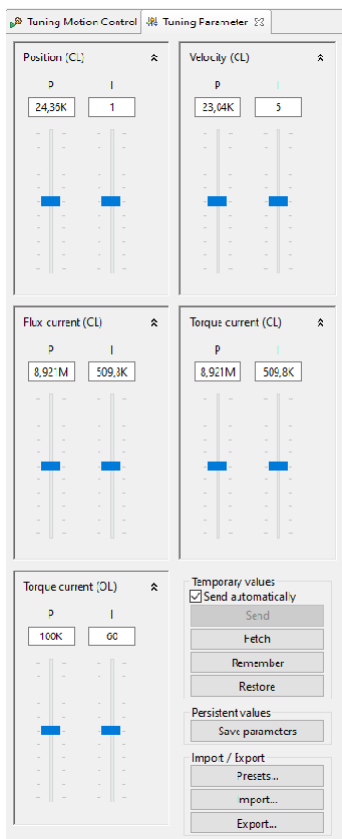 Tuning Motion Control Tuning Parameter
Position (CL)
P I
24,36K 1
Velocity (CL)
P I
23,04K 5
Flux current (CL)
P I
8,921M 509,8K
Torque current (CL)
P I
8,921M 509,8K
Torque current (OL)
P I
100K 60
Temporary values
Send automatically
Send
Fetch
Remember
Restore
Persistent values
Save parameters
Import / Export
Presets...
Import...
Export...